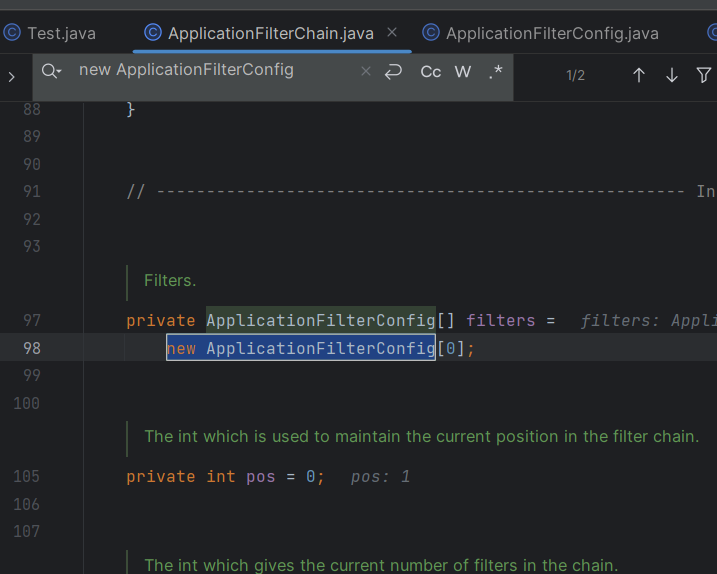 Test.java
ApplicationFilterChain.java
ApplicationFilterConfig.java
new ApplicationFilterConfig
Cc W .*
1/2
88 }
89
90
91 // ----------------------------------------------------- In
92
93
Filters.
97 private ApplicationFilterConfig[] filters = filters: Appli
98 new ApplicationFilterConfig[0];
99
100
The int which is used to maintain the current position in the filter chain.
105 private int pos = 0; pos: 1
106
107
The int which gives the current number of filters in the chain.